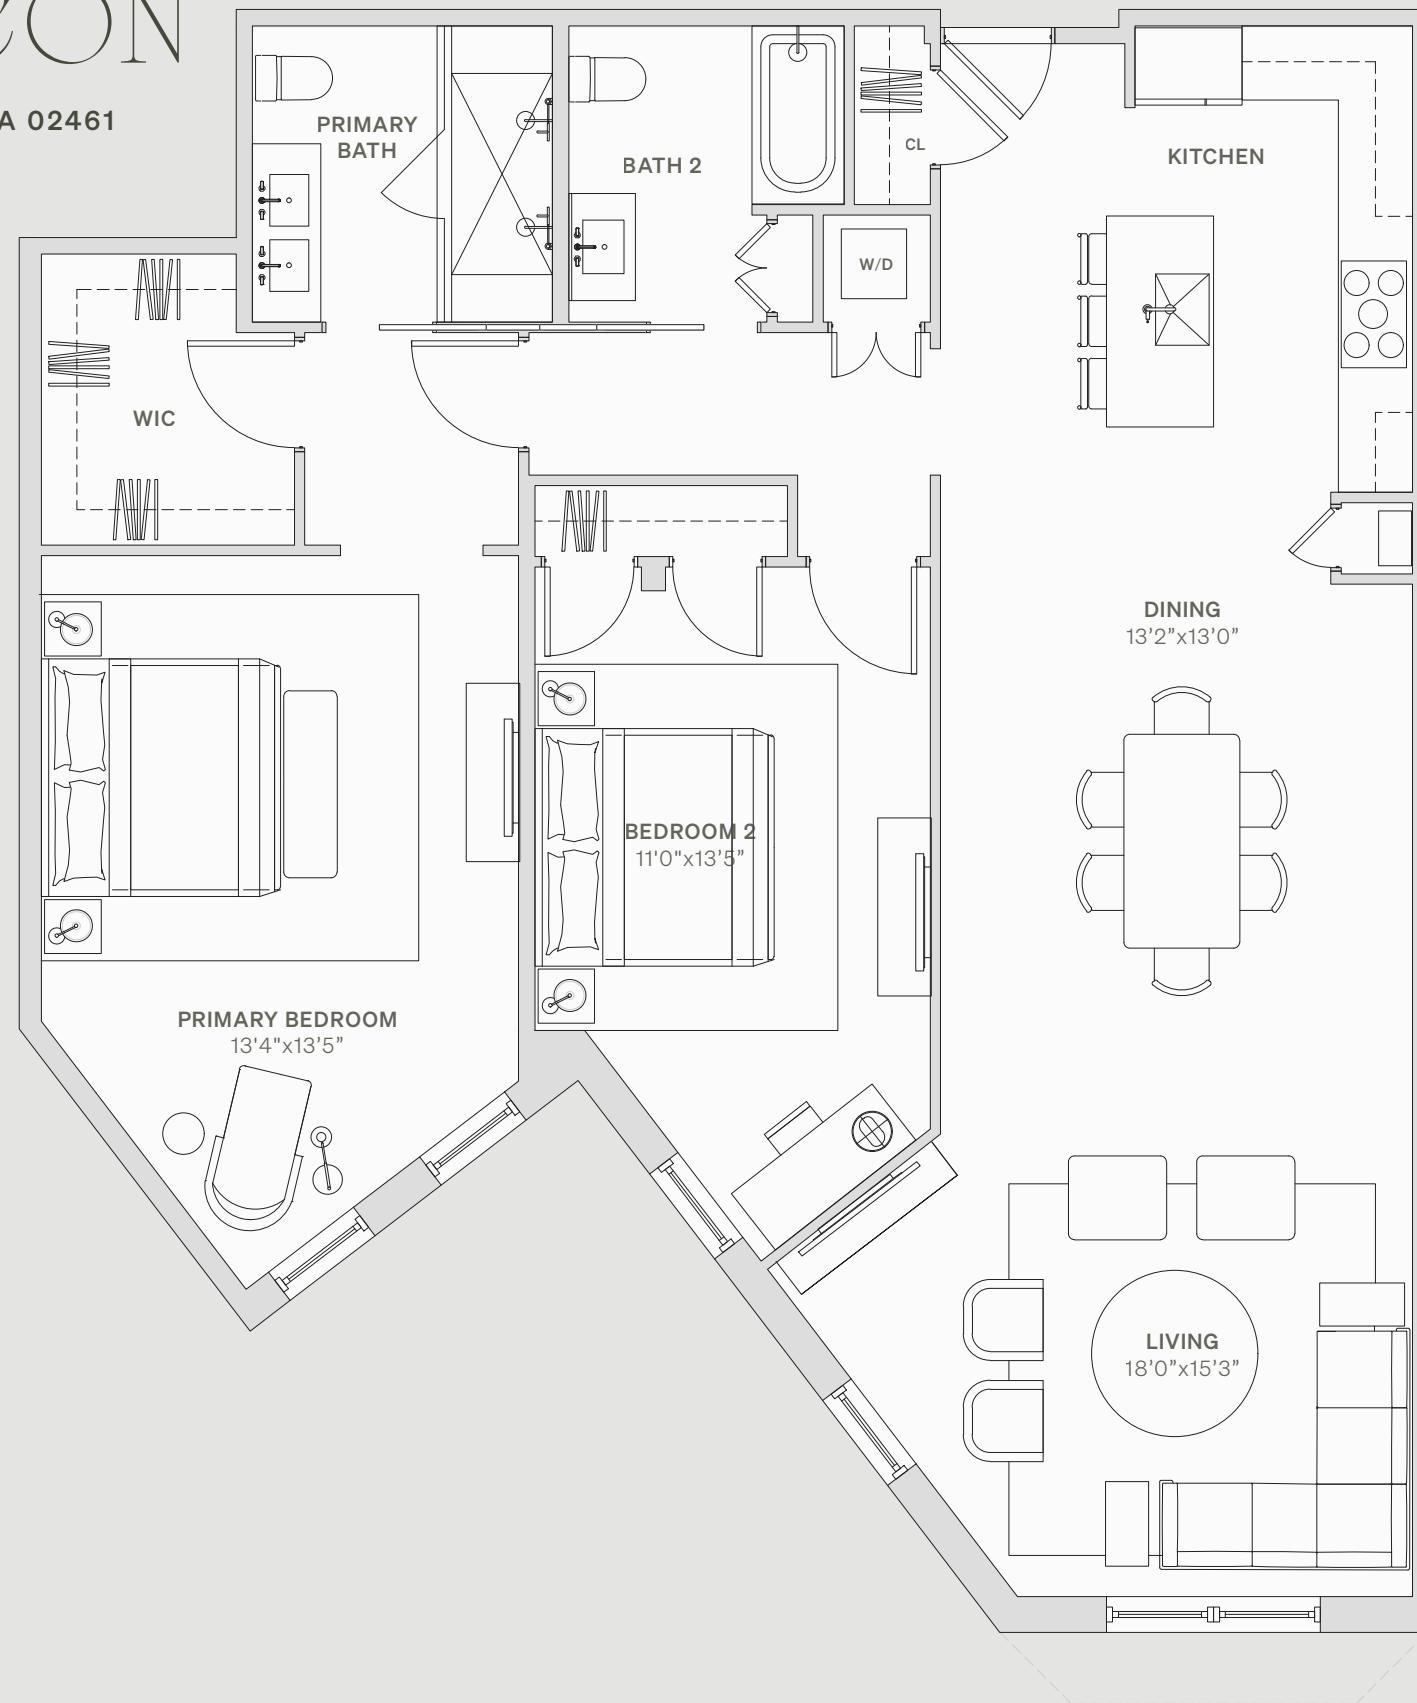 A 02461
PRIMARY
BATH
BATH 2
CL
KITCHEN
W/D
WIC
DINING
13’2”x13’0”
BEDROOM 2
11'0"x13’5”
PRIMARY BEDROOM
13'4"x13’5”
LIVING
18’0”x15’3”